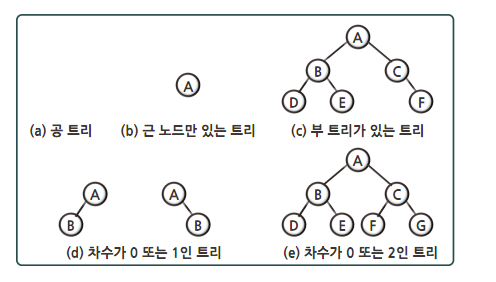 A
B C
A
D E F
(a) 공 트리 (b) 근 노드만 있는 트리 (c) 부 트리가 있는 트리
A
A A B C
B B D E F G
(d) 차수가 0 또는 1인 트리 (e) 차수가 0 또는 2인 트리